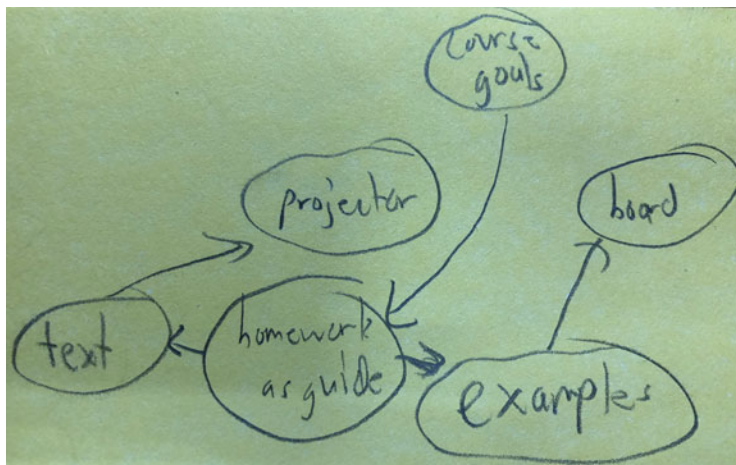 course
goals
projector
board
text
homework
as guide
examples